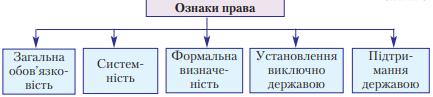 Ознаки права
Загальна
обов’язко-
вість
Систем-
ність
Формальна
визначе-
ність
Установлення
виключно
державою
Підтри-
мання
державою